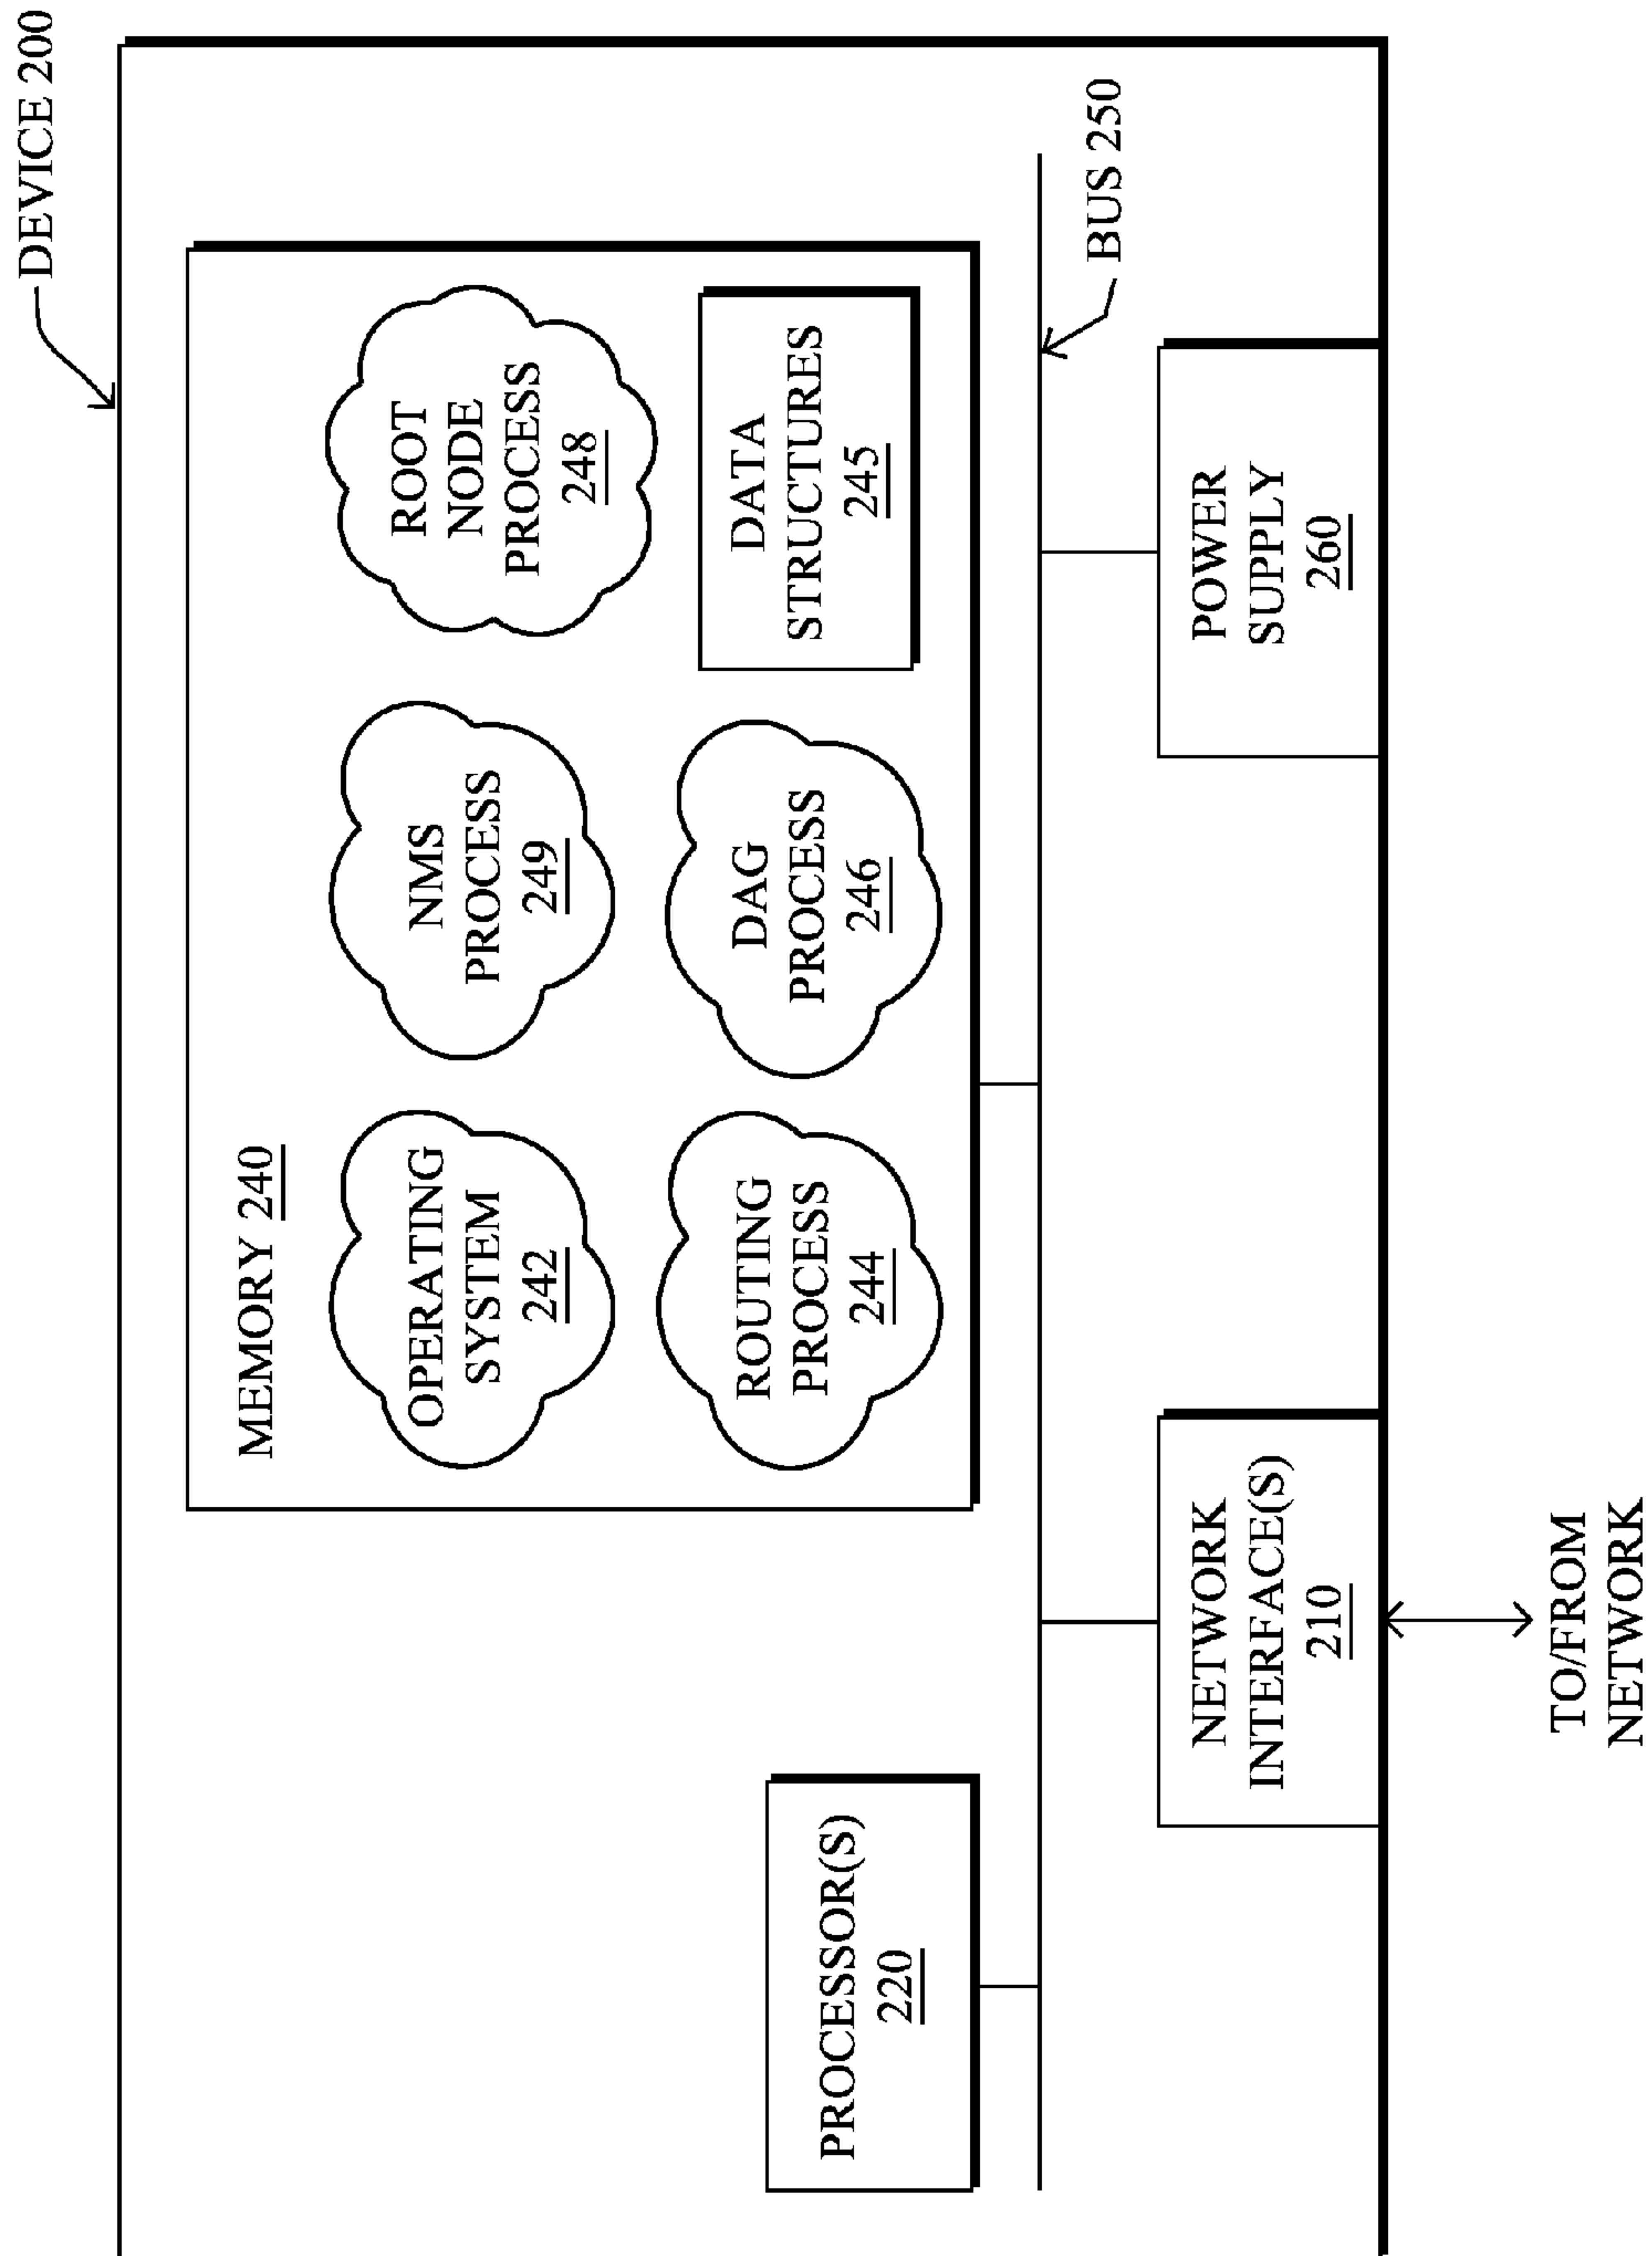 DEVICE 200
MEMORY 240
OPERATING
SYSTEM
242
NMS
PROCESS
249
ROOT
NODE
PROCESS
248
ROUTING
PROCESS
244
DAG
PROCESS
246
DATA
STRUCTURES
245
PROCESSOR(S)
220
BUS 250
NETWORK
INTERFACE(S)
210
POWER
SUPPLY
260
TO/FROM
NETWORK